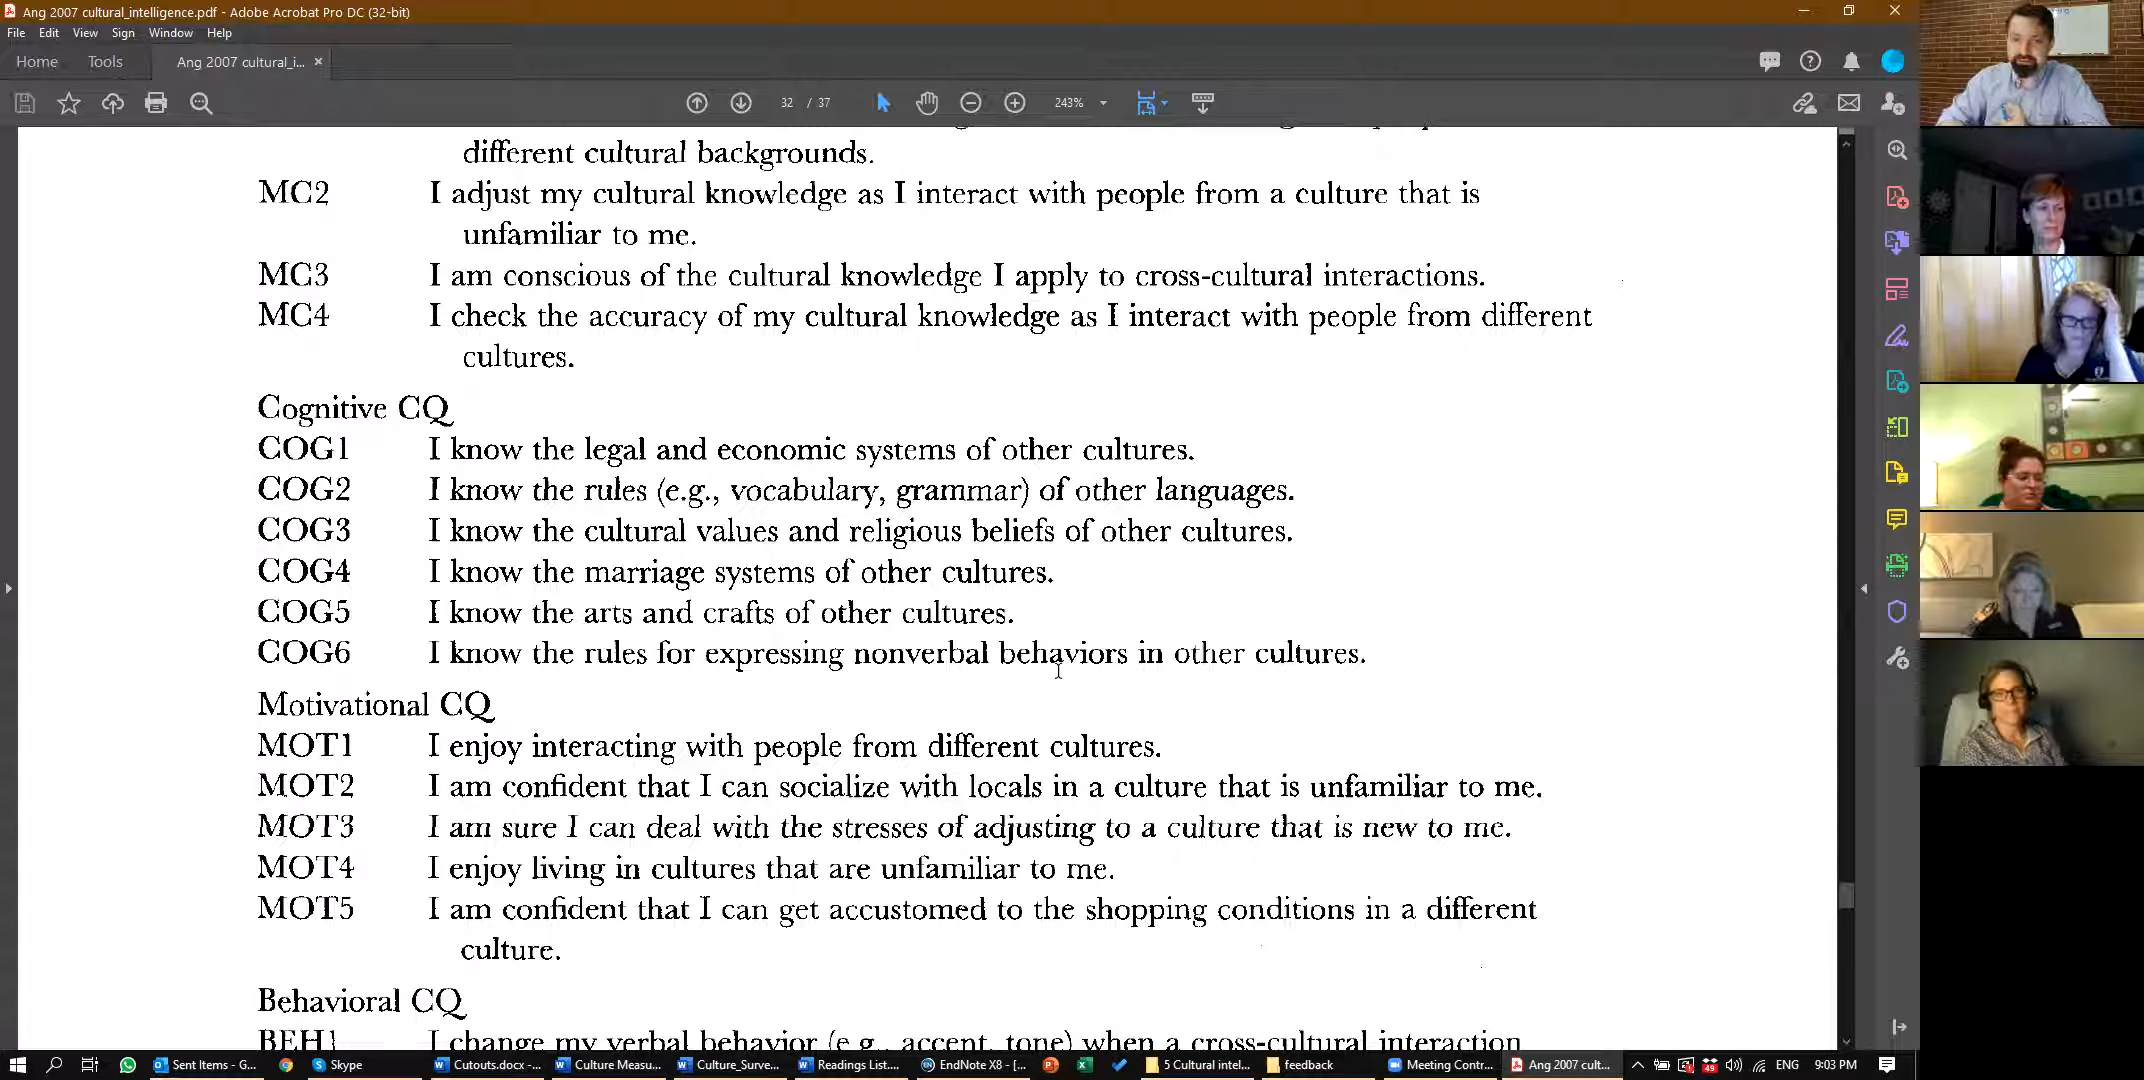 Ang 2007 cultural_intelligence.pdf - Adobe Acrobat Pro DC (32-bit)
File Edit View Sign Window Help
Home Tools Ang 2007 cultural_i... ×
32 / 37 243%
different cultural backgrounds.
MC2 I adjust my cultural knowledge as I interact with people from a culture that is
unfamiliar to me.
MC3 I am conscious of the cultural knowledge I apply to cross-cultural interactions.
MC4 I check the accuracy of my cultural knowledge as I interact with people from different
cultures.
Cognitive CQ
COG1 I know the legal and economic systems of other cultures.
COG2 I know the rules (e.g., vocabulary, grammar) of other languages.
COG3 I know the cultural values and religious beliefs of other cultures.
COG4 I know the marriage systems of other cultures.
COG5 I know the arts and crafts of other cultures.
COG6 I know the rules for expressing nonverbal behaviors in other cultures.
Motivational CQ
MOT1 I enjoy interacting with people from different cultures.
MOT2 I am confident that I can socialize with locals in a culture that is unfamiliar to me.
MOT3 I am sure I can deal with the stresses of adjusting to a culture that is new to me.
MOT4 I enjoy living in cultures that are unfamiliar to me.
MOT5 I am confident that I can get accustomed to the shopping conditions in a different
culture.
Behavioral CQ
BEH1 I change my verbal behavior (e.g., accent, tone) when a cross-cultural interaction
Sent Items - G... Skype Cutouts.docx -... Culture Measu... Culture_Surve... Readings List.... EndNote X8 - [... 5 Cultural intel... feedback Meeting Contr... Ang 2007 cult... ENG 9:03 PM